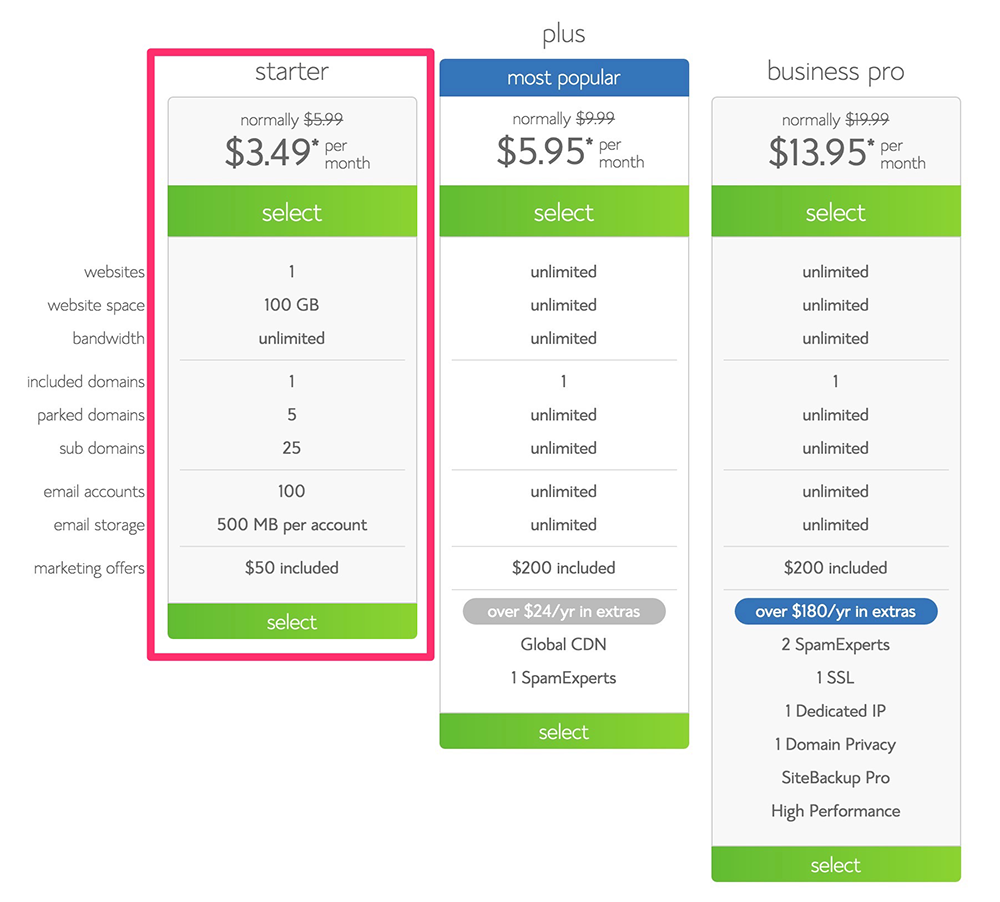 plus
starter
most popular
business pro
normally $5.99
normally $9.99
normally $19.99
$3.49* per month
$5.95* per month
$13.95* per month
select select select
websites 1 unlimited unlimited
website space 100 GB unlimited unlimited
bandwidth unlimited unlimited unlimited
included domains 1 1 1
parked domains 5 unlimited unlimited
sub domains 25 unlimited unlimited
email accounts 100 unlimited unlimited
email storage 500 MB per account unlimited unlimited
marketing offers $50 included $200 included $200 included
over $24/yr in extras over $180/yr in extras
select
Global CDN 2 SpamExperts
1 SpamExperts 1 SSL
1 Dedicated IP
select
1 Domain Privacy
SiteBackup Pro
High Performance
select